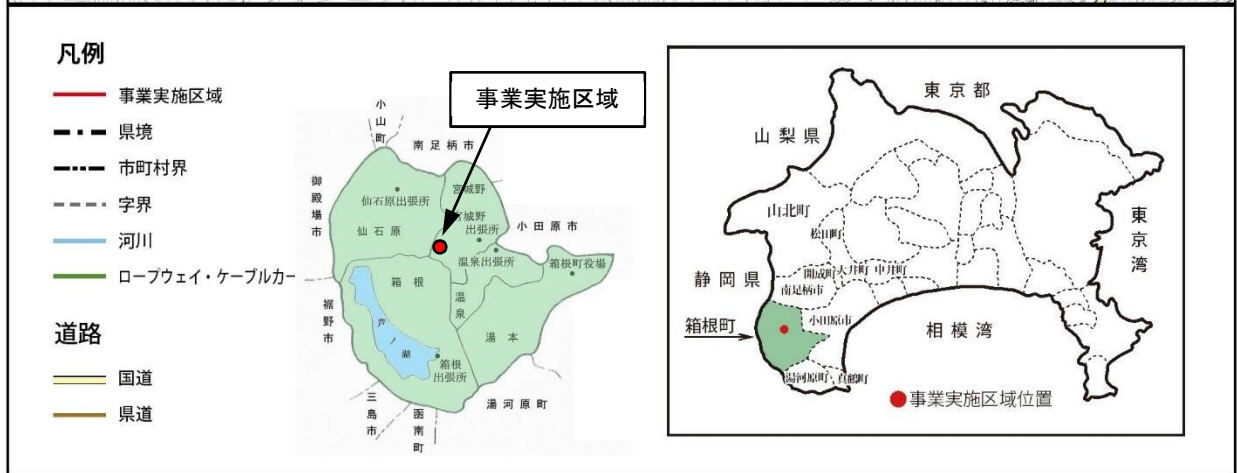 凡例
事業実施区域
県境
市町村界
字界
河川
ロープウェイ・ケーブルカー
道路
国道
県道
事業実施区域
小山町
南足柄市
御殿場市
宮城野
仙石原出張所
宮城野出張所
仙石原
小田原市
温泉出張所
箱根町役場
箱根
温泉
裾野市
芦ノ湖
湯本
箱根出張所
三島市
函南町
湯河原町
東京都
山梨県
山北町
松田町
東京湾
静岡県
開成町
大井町
中井町
南足柄市
箱根町
小田原市
相模湾
湯河原町
真鶴町
事業実施区域位置